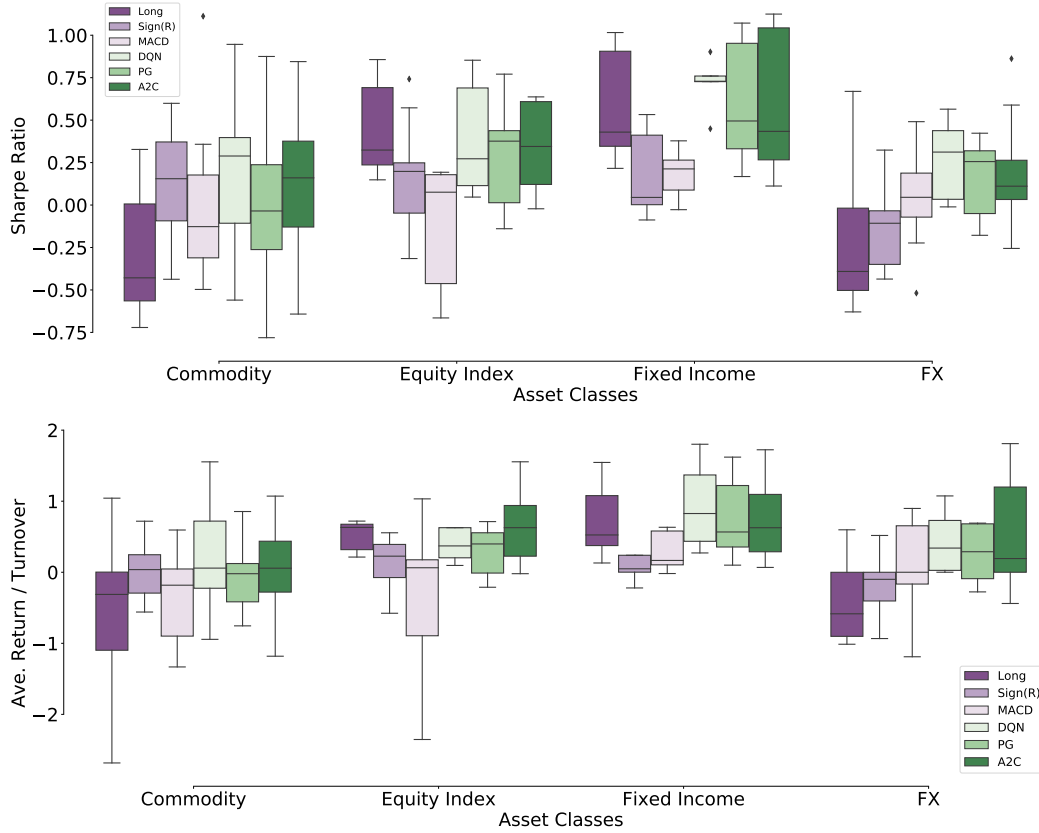 Long
Sign(R)
MACD
DQN
PG
A2C
1.00
0.75
0.50
0.25
0.00
−0.25
−0.50
−0.75
Sharpe Ratio
Commodity Equity Index Fixed Income FX
Asset Classes
2
1
0
−1
−2
Ave. Return / Turnover
Long
Sign(R)
MACD
DQN
PG
A2C
Commodity Equity Index Fixed Income FX
Asset Classes